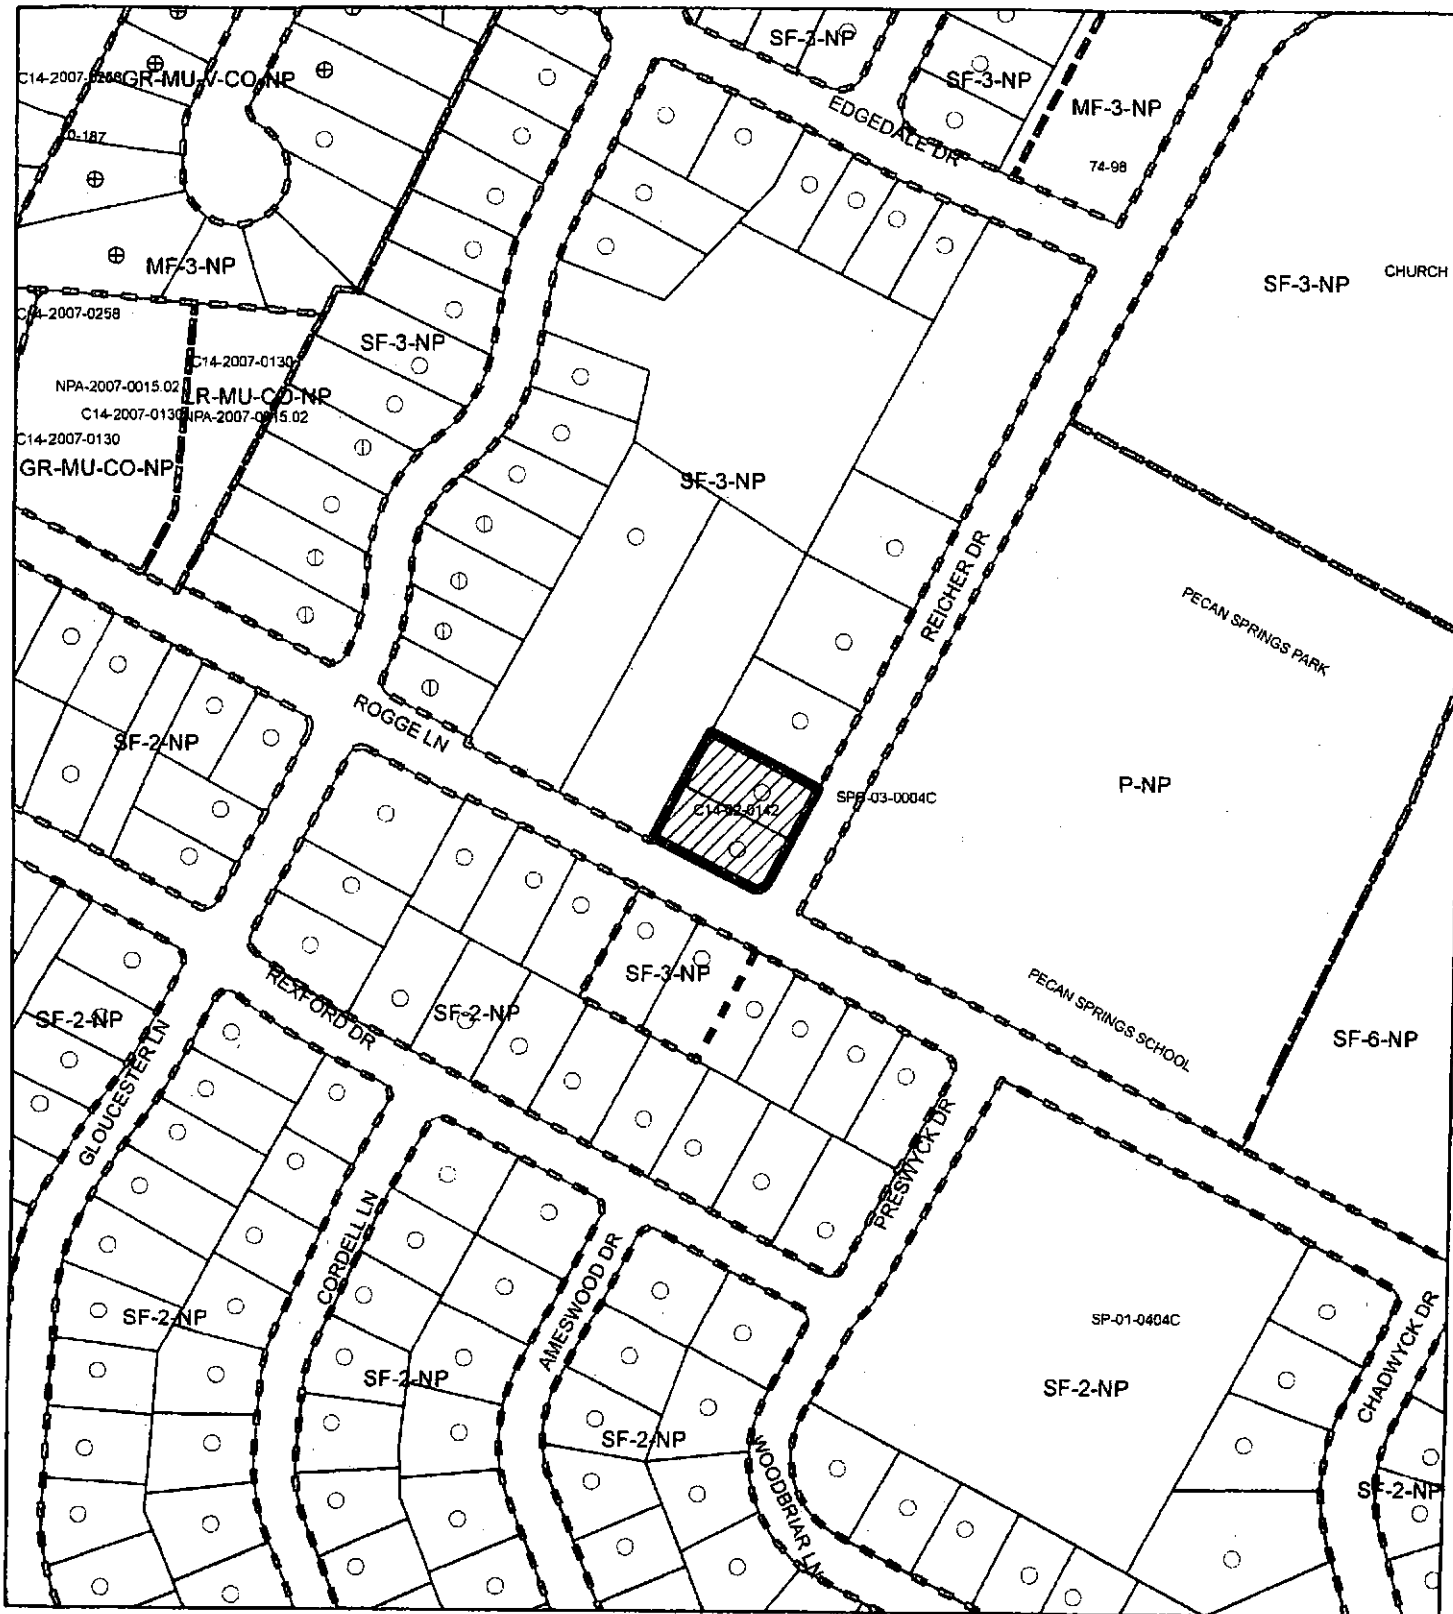 SF-3-NP
C14-2007-0258
GR-MU-V-CO-NP
SF-3-NP
MF-3-NP
EDGEDALE DR
74-98
MF-3-NP
SF-3-NP
CHURCH
C14-2007-0258
SF-3-NP
C14-2007-0130
NPA-2007-0015.02
LR-MU-CO-NP
C14-2007-0130
NPA-2007-0015.02
C14-2007-0130
GR-MU-CO-NP
SF-3-NP
REICHER DR
PECAN SPRINGS PARK
ROGGE LN
SF-2-NP
P-NP
SPB-03-0004C
C14-02-0142
SF-3-NP
PECAN SPRINGS SCHOOL
REXFORD DR
SF-2-NP
SF-2-NP
SF-6-NP
GLOUCESTER LN
PRESWYCK DR
CORDELL LN
AMESWOOD DR
SF-2-NP
SP-01-0404C
CHADWYCK DR
SF-2-NP
SF-2-NP
SF-2-NP
WOODBRIAR LN
SF-2-NP